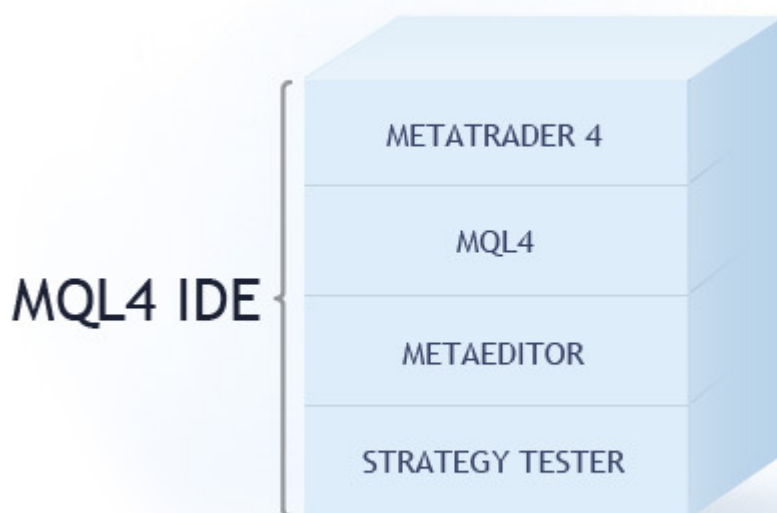 METATRADER 4
MQL4
MQL4 IDE
METAEDITOR
STRATEGY TESTER